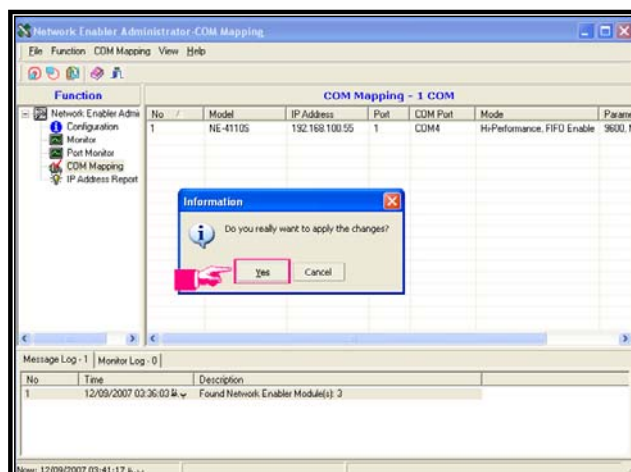 Network Enabler Administrator-COM Mapping
File Function COM Mapping View Help
Function
COM Mapping - 1 COM
Network Enabler Admi
Configuration
Monitor
Port Monitor
COM Mapping
IP Address Report
No / Model IP Address Port COM Port Mode Parame
1 NE-4110S 192.168.100.55 1 COM4 Hi-Performance, FIFO Enable 9600, 
Information
Do you really want to apply the changes?
Yes Cancel
Message Log - 1 Monitor Log - 0
No Time Description
1 12/09/2007 03:36:03 ب.ظ Found Network Enabler Module(s): 3
Now: 12/09/2007 03:41:17 ب.ظ